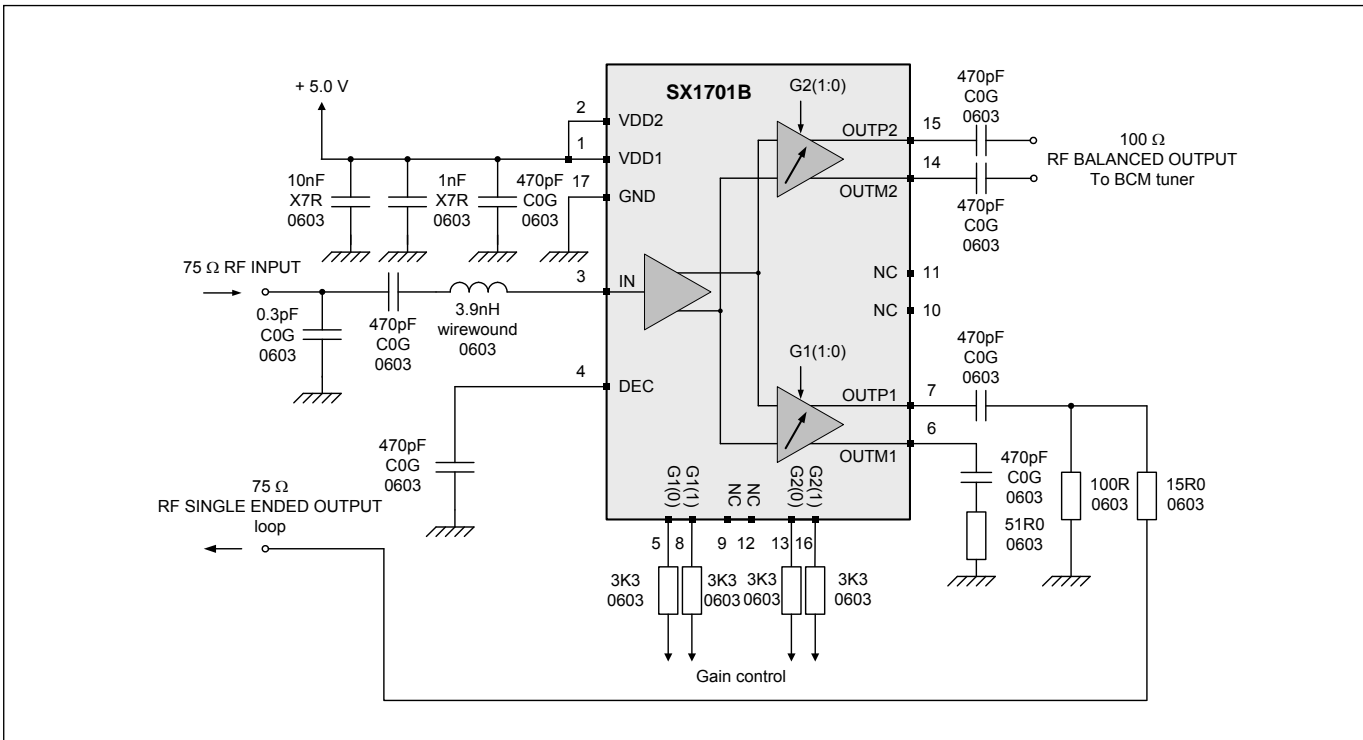 SX1701B
+ 5.0 V
2
VDD2
1
VDD1
17
GND
10nF
X7R
0603
1nF
X7R
0603
470pF
C0G
0603
75 Ω RF INPUT
3
IN
0.3pF
C0G
0603
470pF
C0G
0603
3.9nH
wirewound
0603
4
DEC
470pF
C0G
0603
75 Ω
RF SINGLE ENDED OUTPUT
loop
G2(1:0)
OUTP2
15
470pF
C0G
0603
14
OUTM2
470pF
C0G
0603
100 Ω
RF BALANCED OUTPUT
To BCM tuner
NC
11
NC
10
G1(1:0)
OUTP1
7
470pF
C0G
0603
6
OUTM1
470pF
C0G
0603
51R0
0603
100R
0603
15R0
0603
G1(0)
G1(1)
NC
NC
G2(0)
G2(1)
5
8
9
12
13
16
3K3
0603
3K3
0603
3K3
0603
3K3
0603
Gain control